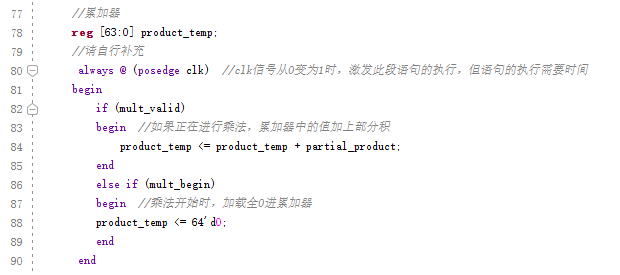 77 //累加器
78 reg [63:0] product_temp;
79 //请自行补充
80 always @ (posedge clk) //clk信号从0变为1时，激发此段语句的执行，但语句的执行需要时间
81 begin
82 if (mult_valid)
83 begin //如果正在进行乘法，累加器中的值加上部分积
84 product_temp <= product_temp + partial_product;
85 end
86 else if (mult_begin)
87 begin //乘法开始时，加载全0进累加器
88 product_temp <= 64'd0;
89 end
90 end